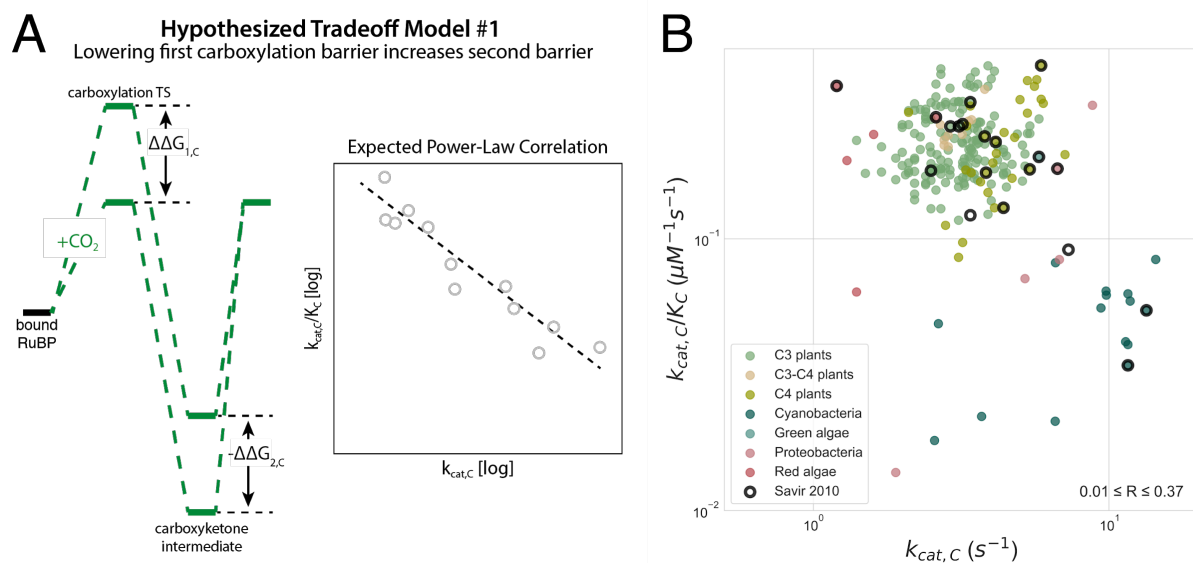 A
Hypothesized Tradeoff Model #1
Lowering first carboxylation barrier increases second barrier
carboxylation TS
ΔΔG1,C
+CO2
bound
RuBP
-ΔΔG2,C
carboxyketone
intermediate
Expected Power-Law Correlation
kcat,C/KC [log]
kcat,C [log]
B
kcat,C/KC (μM−1s−1)
10−1
10−2
C3 plants
C3-C4 plants
C4 plants
Cyanobacteria
Green algae
Proteobacteria
Red algae
Savir 2010
0.01 ≤ R ≤ 0.37
100
101
kcat,C (s−1)